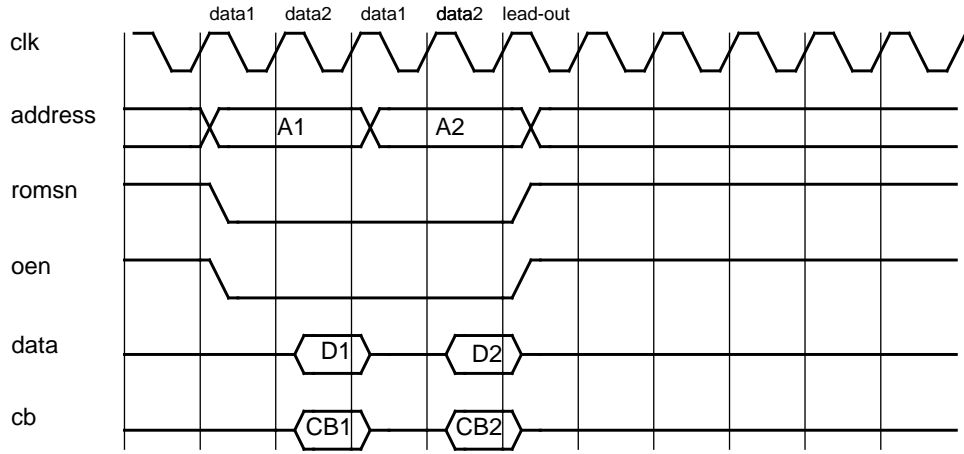 data1 data2 data1 data2 lead-out
clk
address A1 A2
romsn
oen
data D1 D2
cb CB1 CB2